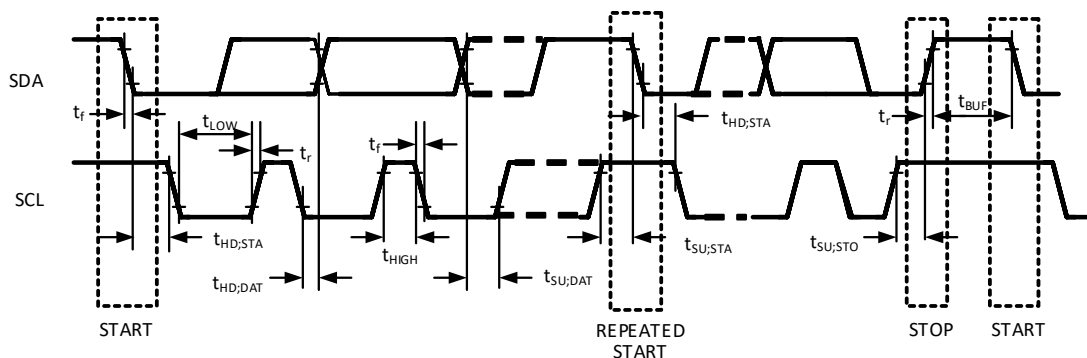 SDA
t_f
t_LOW
t_r
t_f
t_HD;STA
t_r
t_BUF
SCL
t_HD;STA
t_HIGH
t_HD;DAT
t_SU;DAT
t_SU;STA
t_SU;STO
START
REPEATED
START
STOP
START